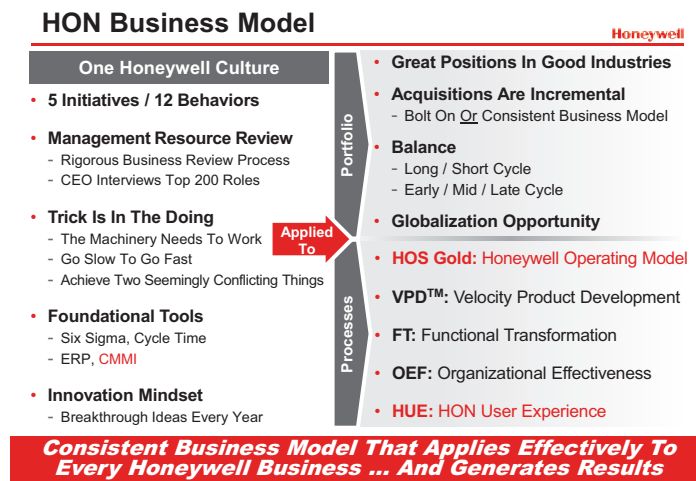 HON Business Model
Honeywell
One Honeywell Culture
• 5 Initiatives / 12 Behaviors
• Management Resource Review
- Rigorous Business Review Process
- CEO Interviews Top 200 Roles
• Trick Is In The Doing
- The Machinery Needs To Work
- Go Slow To Go Fast
- Achieve Two Seemingly Conflicting Things
• Foundational Tools
- Six Sigma, Cycle Time
- ERP, CMMI
• Innovation Mindset
- Breakthrough Ideas Every Year
Applied
To
Portfolio
• Great Positions In Good Industries
• Acquisitions Are Incremental
- Bolt On Or Consistent Business Model
• Balance
- Long / Short Cycle
- Early / Mid / Late Cycle
• Globalization Opportunity
Processes
• HOS Gold: Honeywell Operating Model
• VPD™: Velocity Product Development
• FT: Functional Transformation
• OEF: Organizational Effectiveness
• HUE: HON User Experience
Consistent Business Model That Applies Effectively To
Every Honeywell Business ... And Generates Results